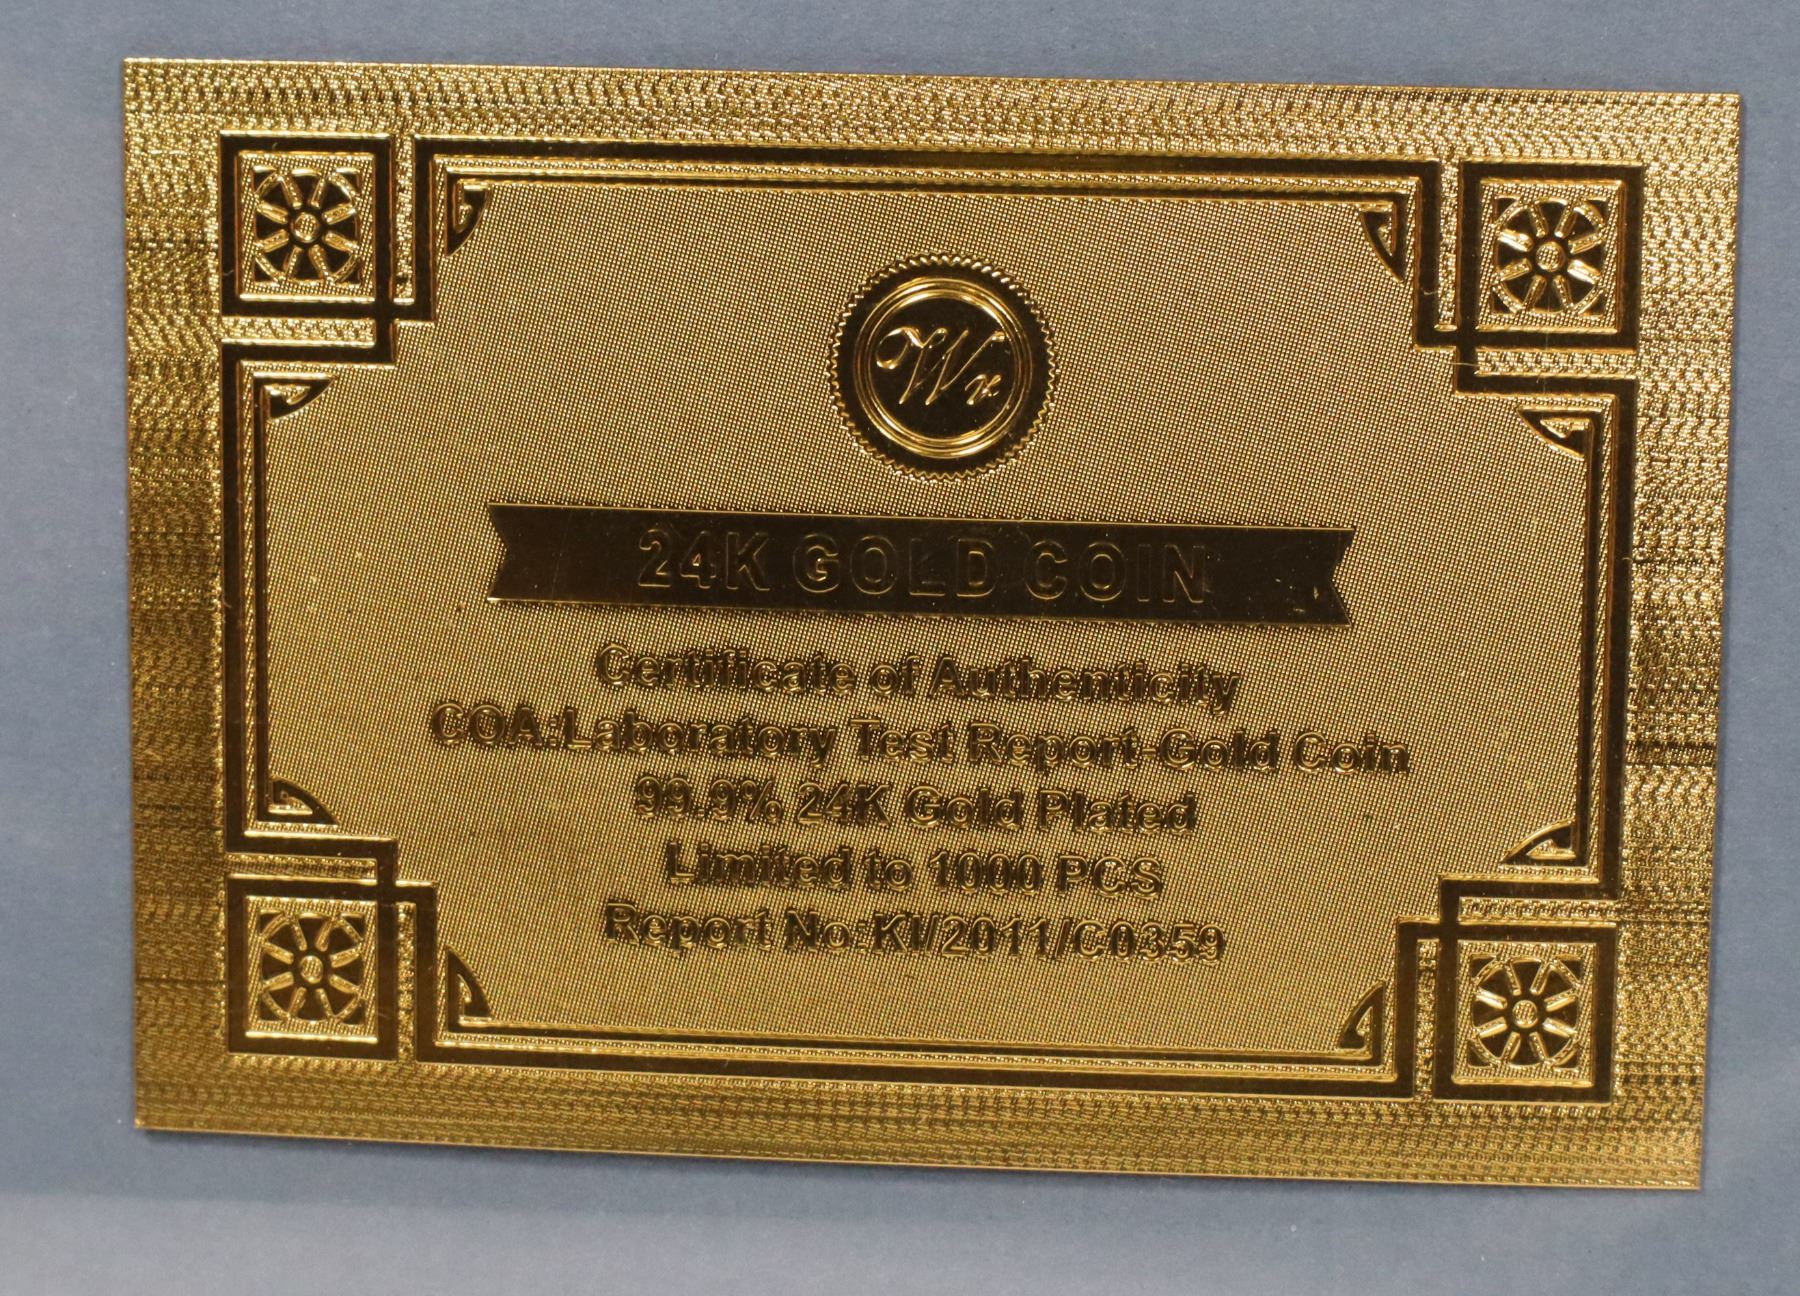 Wx
24K GOLD COIN
Certificate of Authenticity
COA:Laboratory Test Report-Gold Coin
99.9% 24K Gold Plated
Limited to 1000 PCS
Report No:KI/2011/C0359